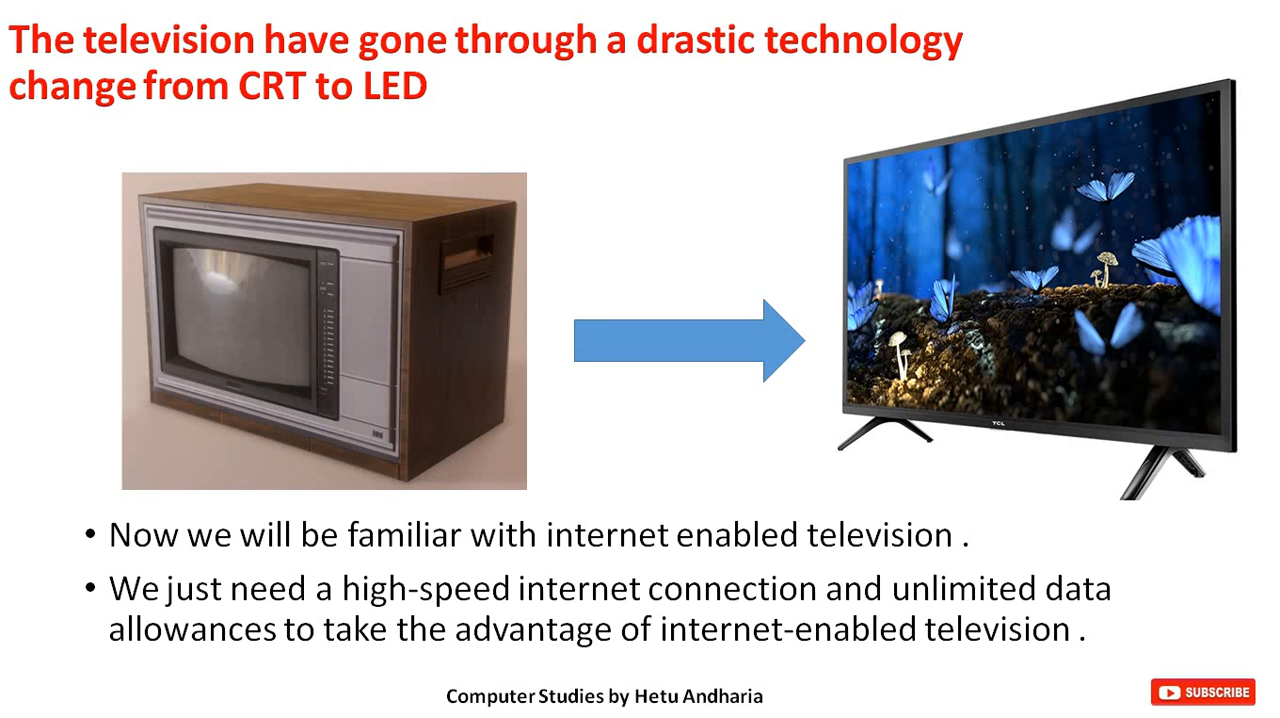 The television have gone through a drastic technology
change from CRT to LED
TCL
• Now we will be familiar with internet enabled television .
• We just need a high-speed internet connection and unlimited data
allowances to take the advantage of internet-enabled television .
Computer Studies by Hetu Andharia
SUBSCRIBE